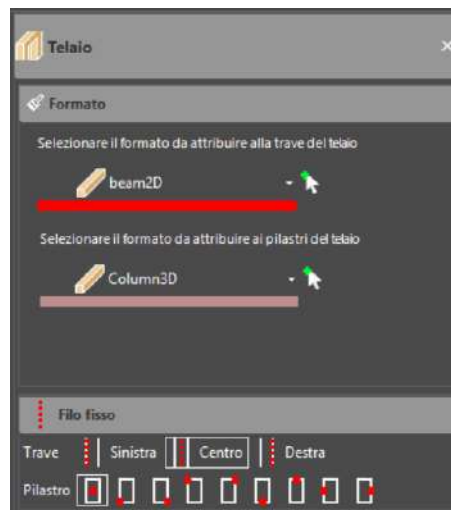 Telaio
Formato
Selezionare il formato da attribuire alla trave del telaio
beam2D
Selezionare il formato da attribuire ai pilastri del telaio
Column3D
Filo fisso
Trave Sinistra Centro Destra
Pilastro